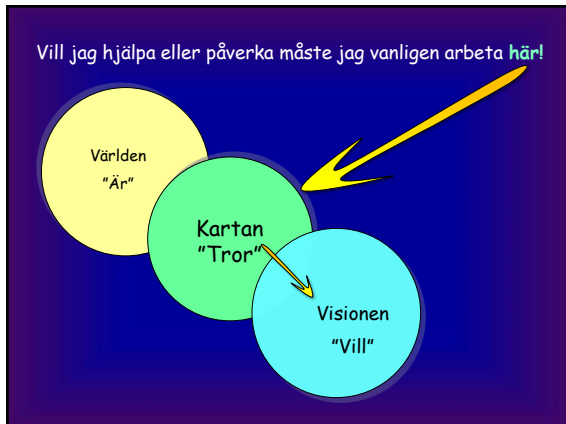 Vill jag hjälpa eller påverka måste jag vanligen arbeta här!
Världen
"Är"
Kartan
"Tror"
Visionen
"Vill"